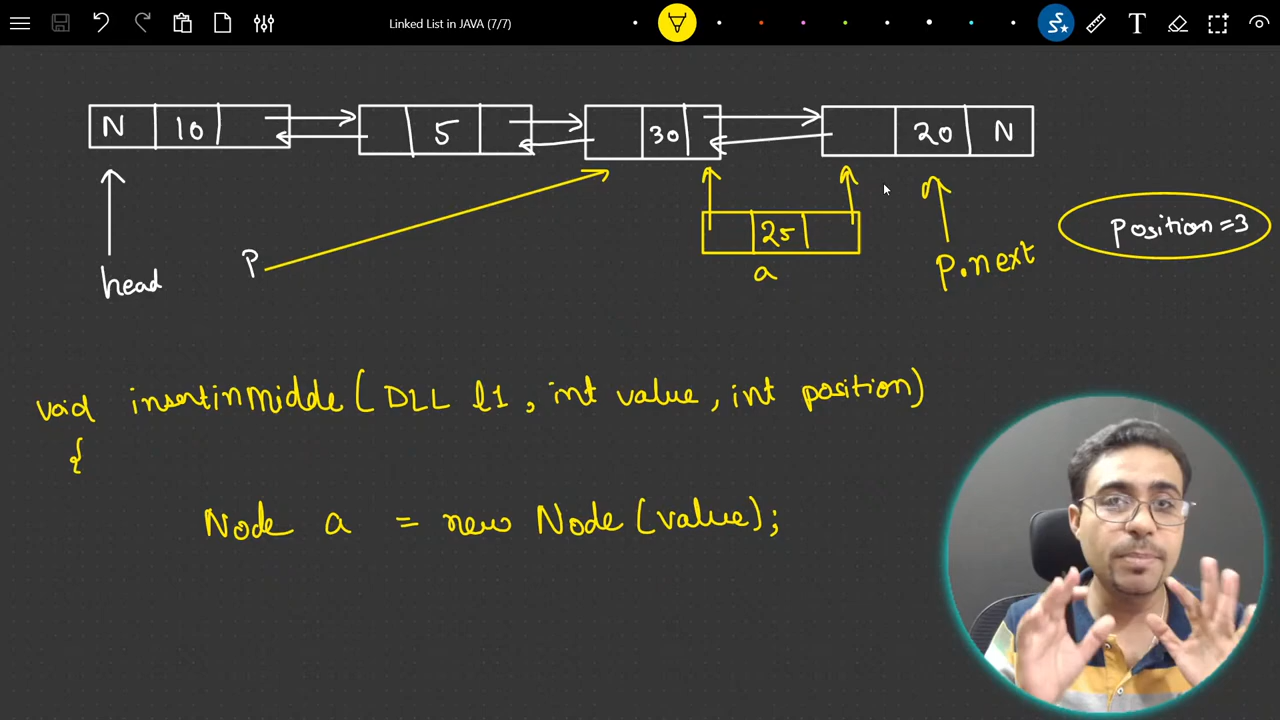 Linked List in JAVA (7/7)
T
N 10 5 30 20 N
25
position=3
P
head
a
p.next
void insertinmidde(DLL l1, int value, int position)
{
Node a = new Node(value);